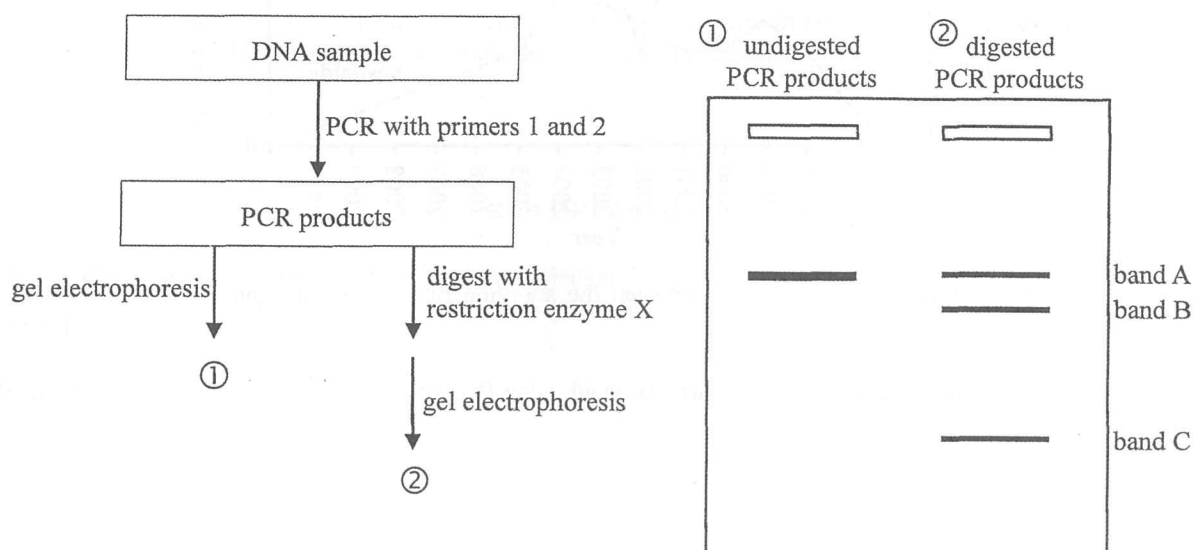 DNA sample
PCR with primers 1 and 2
PCR products
gel electrophoresis
digest with
restriction enzyme X
①
gel electrophoresis
②
① undigested
PCR products
② digested
PCR products
band A
band B
band C